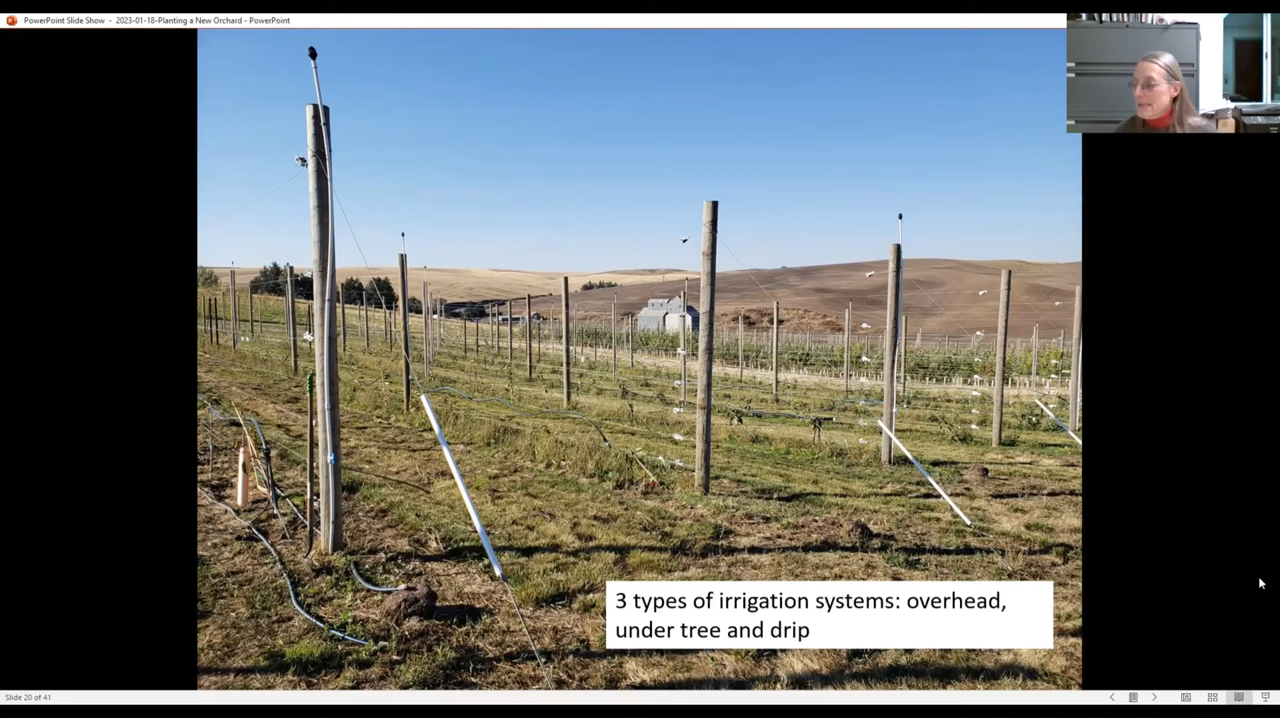 PowerPoint Slide Show - 2023-01-18-Planting a New Orchard - PowerPoint
3 types of irrigation systems: overhead,
under tree and drip
Slide 20 of 41